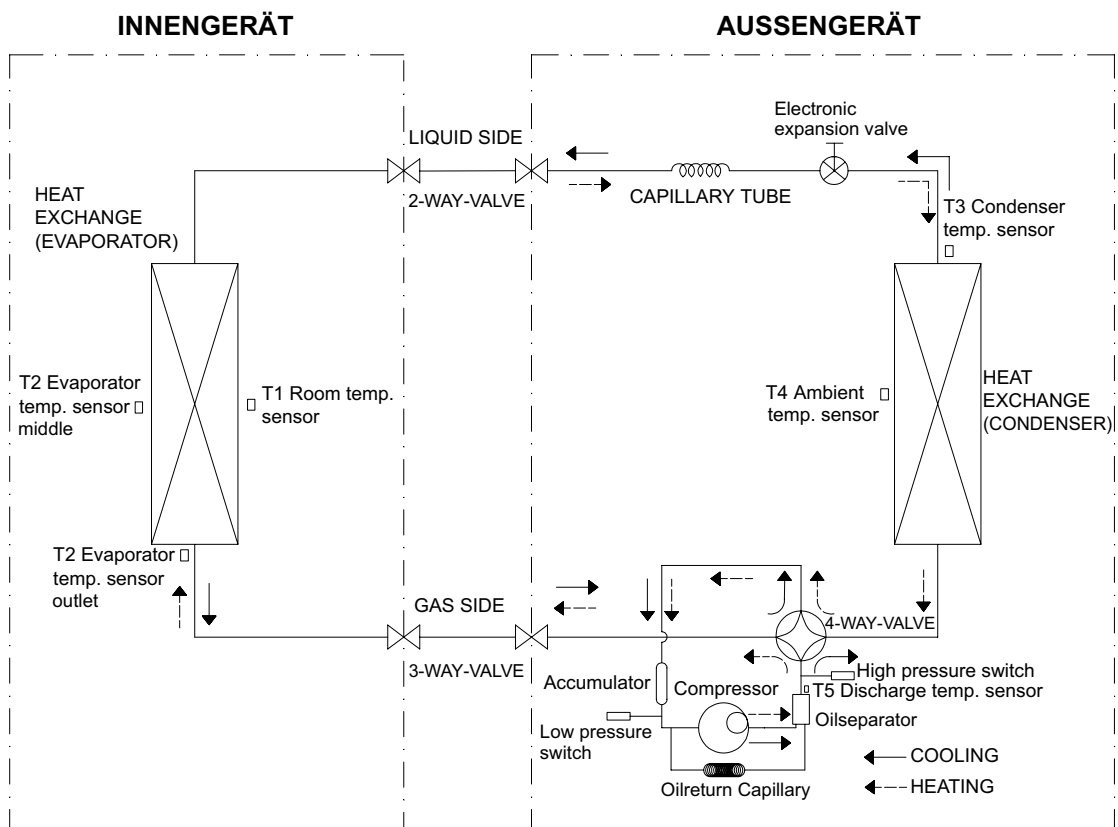 INNENGERÄT
AUSSENGERÄT
Electronic
expansion valve
LIQUID SIDE
2-WAY-VALVE
CAPILLARY TUBE
HEAT
EXCHANGE
(EVAPORATOR)
T3 Condenser
temp. sensor
T2 Evaporator
temp. sensor
middle
T1 Room temp.
sensor
T4 Ambient
temp. sensor
HEAT
EXCHANGE
(CONDENSER)
T2 Evaporator
temp. sensor
outlet
GAS SIDE
3-WAY-VALVE
4-WAY-VALVE
High pressure switch
T5 Discharge temp. sensor
Accumulator
Compressor
Oilseparator
Low pressure
switch
Oilreturn Capillary
COOLING
HEATING